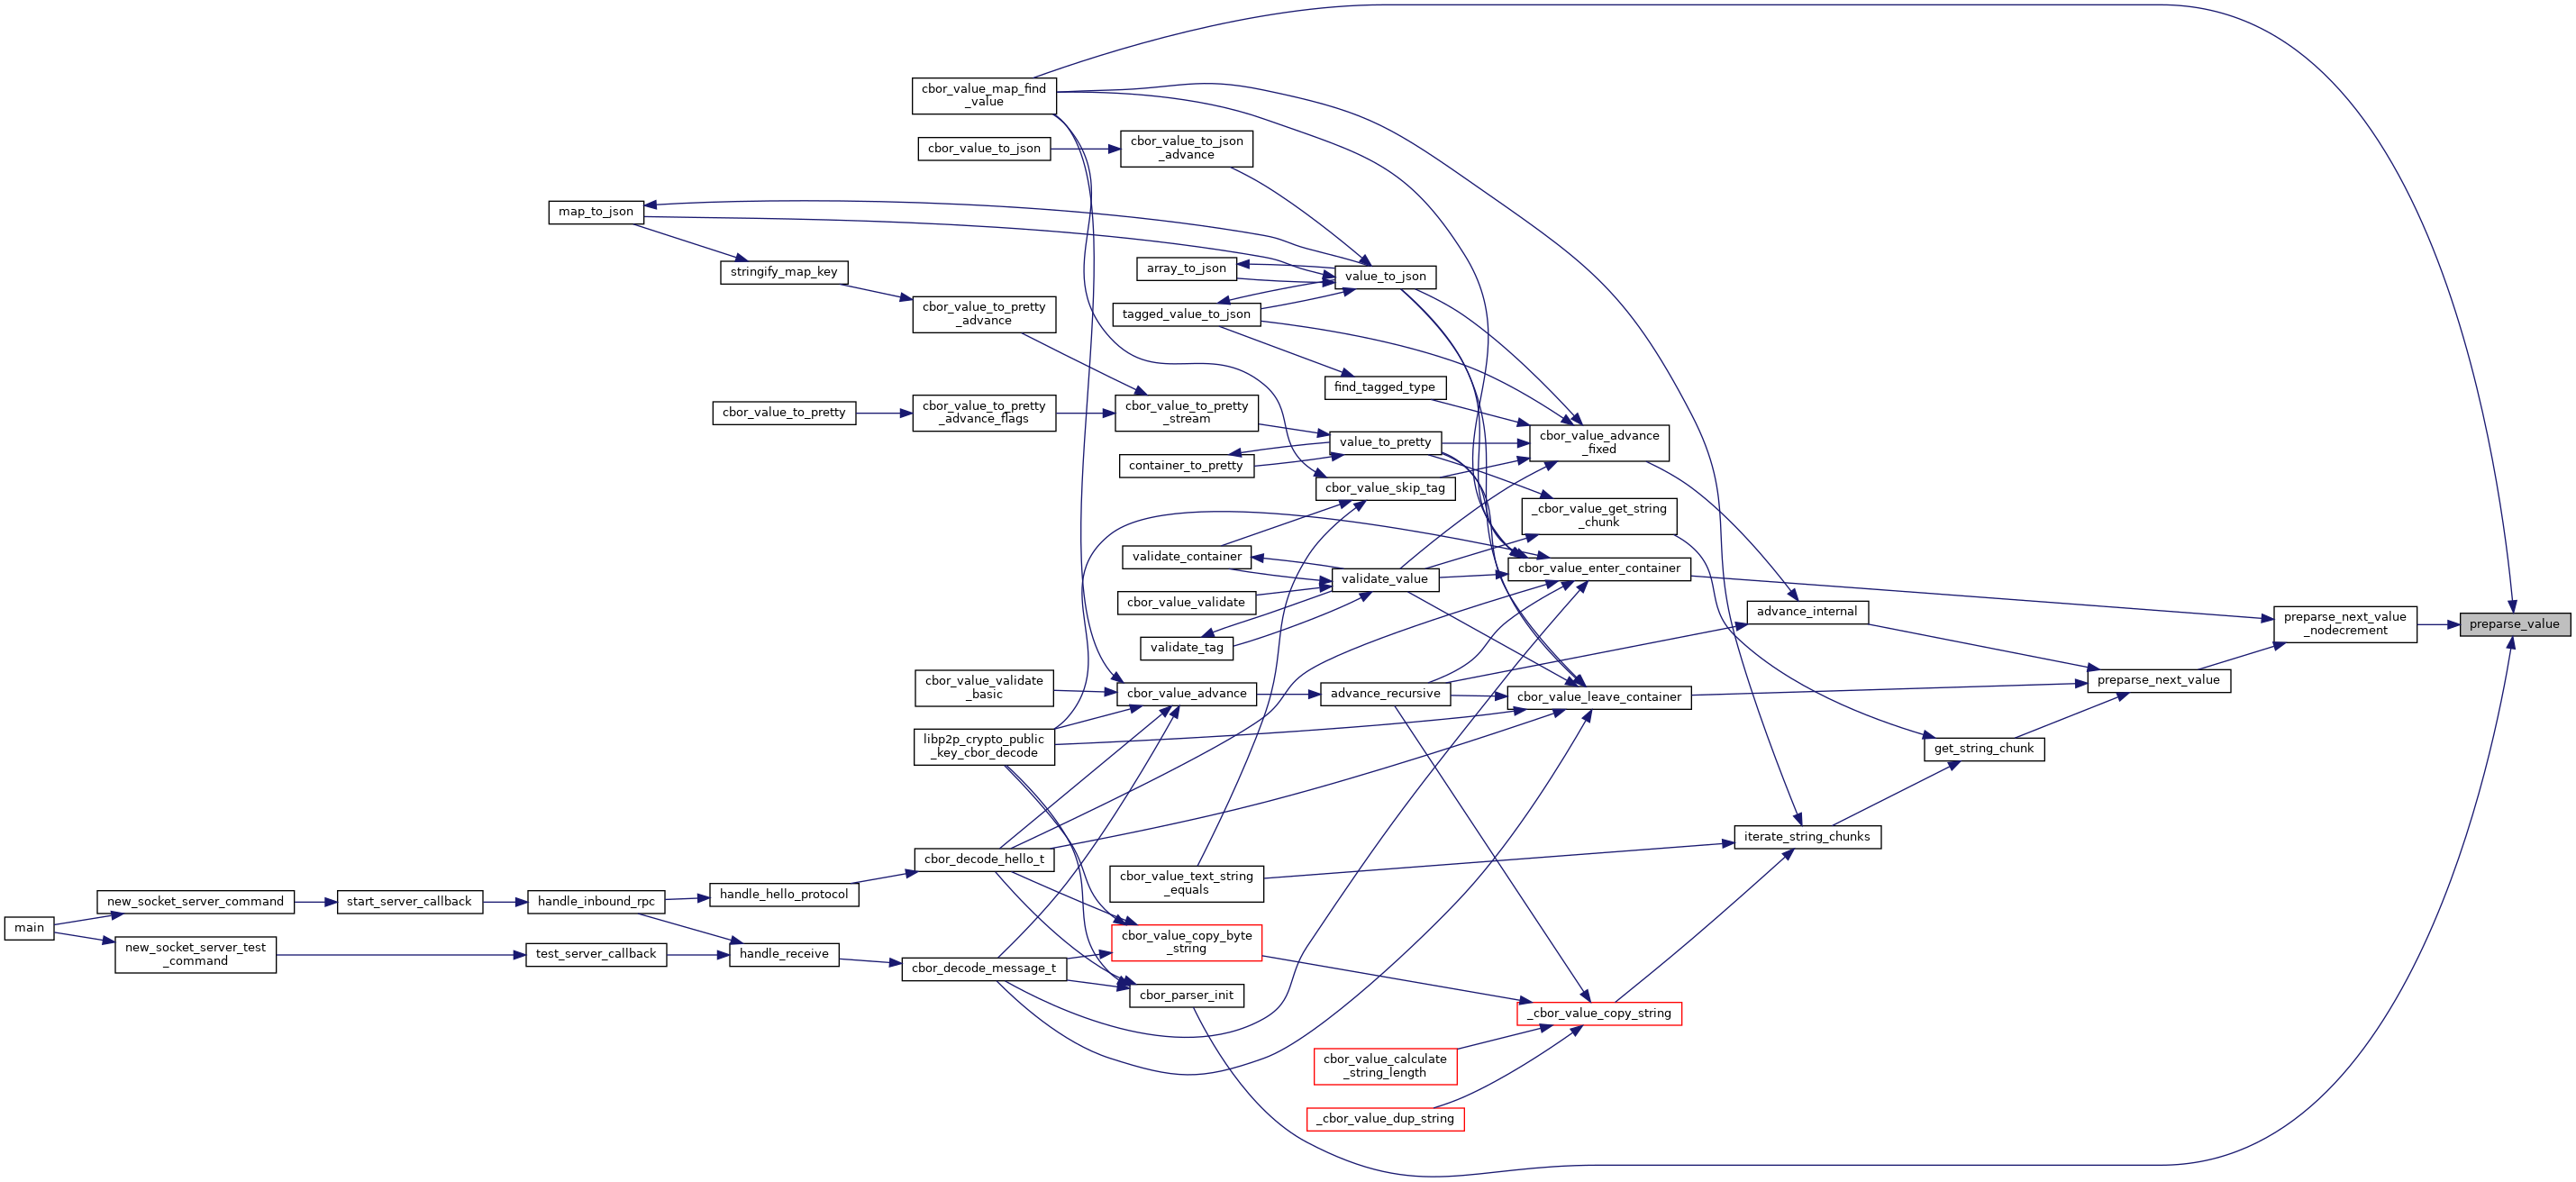 cbor_value_map_find
_value
cbor_value_to_json
cbor_value_to_json
_advance
map_to_json
stringify_map_key
array_to_json
value_to_json
cbor_value_to_pretty
_advance
tagged_value_to_json
find_tagged_type
cbor_value_to_pretty
cbor_value_to_pretty
_advance_flags
cbor_value_to_pretty
_stream
value_to_pretty
cbor_value_advance
_fixed
container_to_pretty
cbor_value_skip_tag
_cbor_value_get_string
_chunk
validate_container
validate_value
cbor_value_enter_container
cbor_value_validate
advance_internal
preparse_next_value
_nodecrement
preparse_value
validate_tag
cbor_value_validate
_basic
cbor_value_advance
advance_recursive
cbor_value_leave_container
preparse_next_value
libp2p_crypto_public
_key_cbor_decode
get_string_chunk
iterate_string_chunks
cbor_decode_hello_t
cbor_value_text_string
_equals
new_socket_server_command
start_server_callback
handle_inbound_rpc
handle_hello_protocol
main
new_socket_server_test
_command
test_server_callback
handle_receive
cbor_value_copy_byte
_string
cbor_decode_message_t
cbor_parser_init
_cbor_value_copy_string
cbor_value_calculate
_string_length
_cbor_value_dup_string